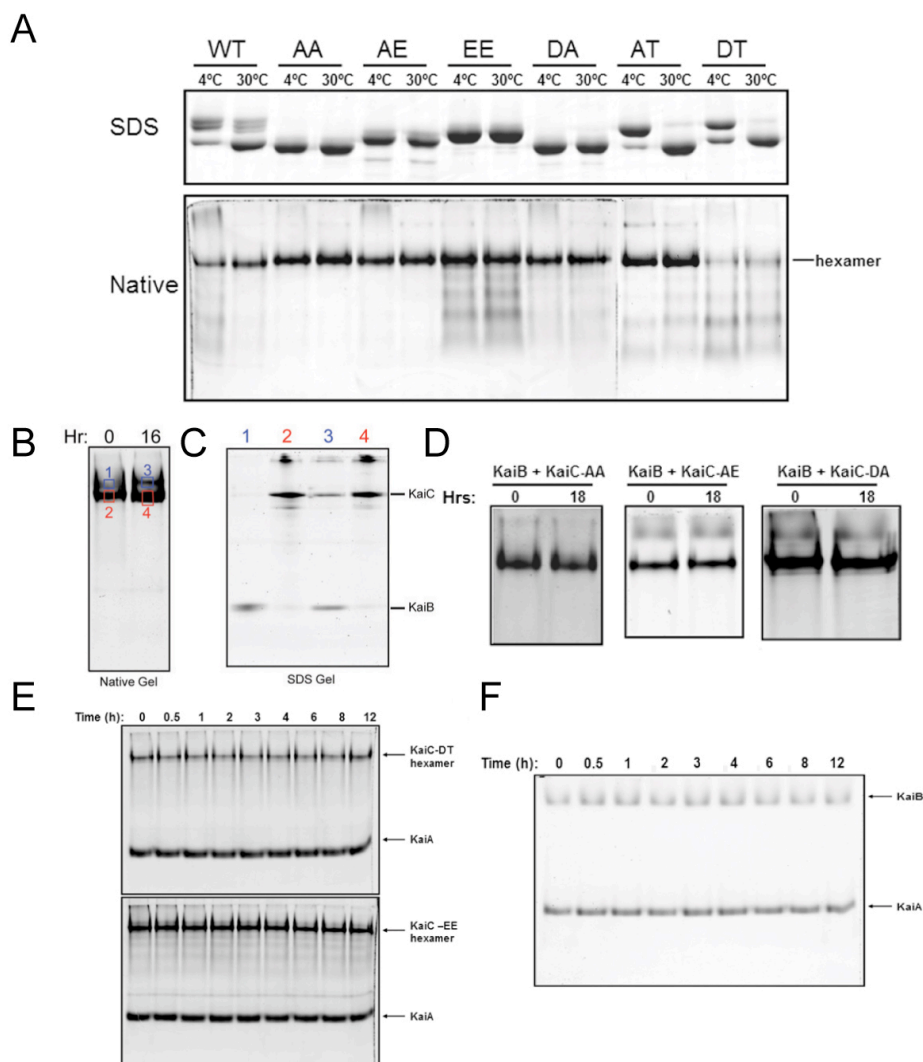 A
WT AA AE EE DA AT DT
4ºC 30ºC 4ºC 30ºC 4ºC 30ºC 4ºC 30ºC 4ºC 30ºC 4ºC 30ºC 4ºC 30ºC
SDS
Native
hexamer
B
Hr: 0 16
1 3
2 4
Native Gel
C
1 2 3 4
KaiC
KaiB
SDS Gel
D
KaiB + KaiC-AA KaiB + KaiC-AE KaiB + KaiC-DA
Hrs: 0 18 0 18 0 18
E
Time (h): 0 0.5 1 2 3 4 6 8 12
KaiC-DT
hexamer
KaiA
KaiC –EE
hexamer
KaiA
F
Time (h): 0 0.5 1 2 3 4 6 8 12
KaiB
KaiA